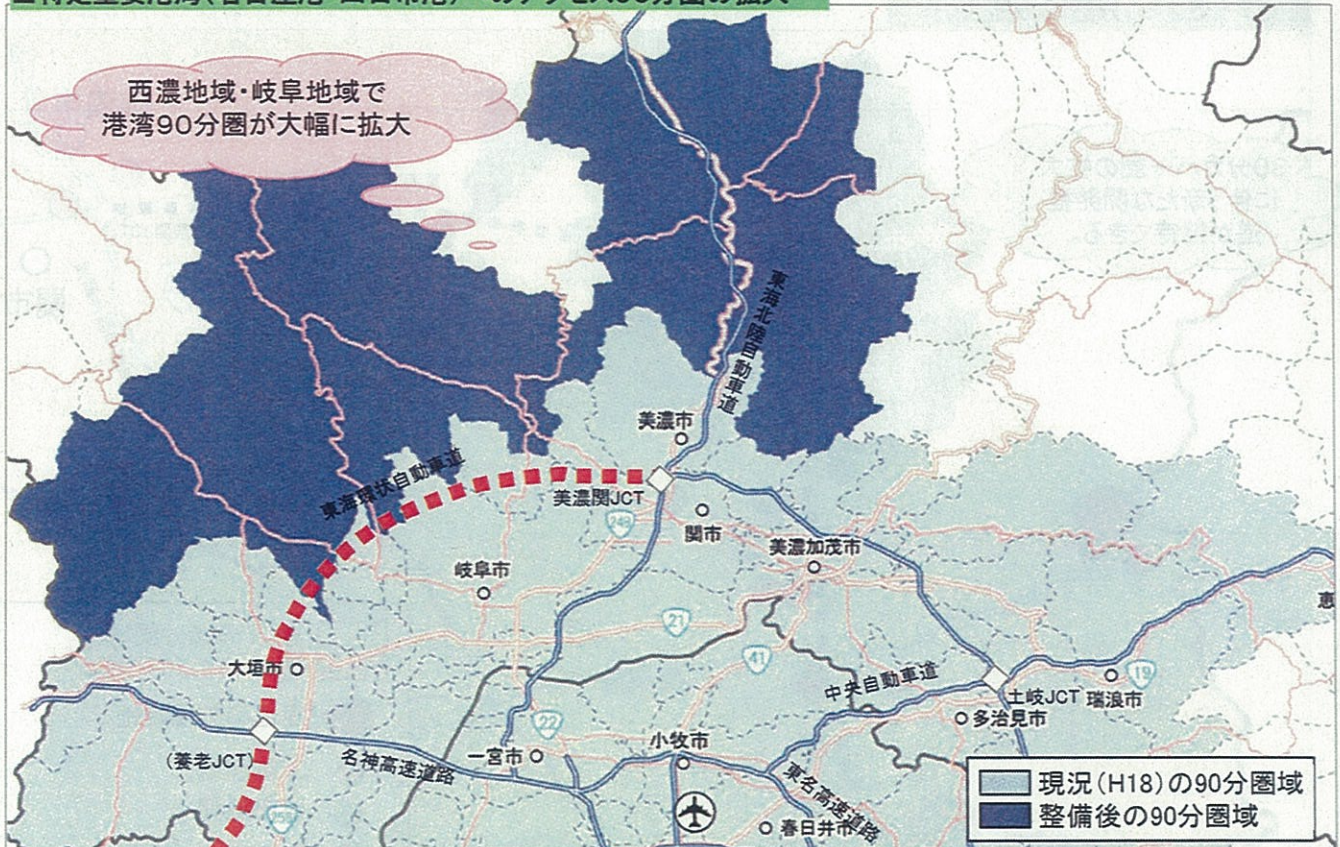 西濃地域・岐阜地域で
港湾90分圏が大幅に拡大
東海北陸自動車道
美濃市
東海環状自動車道
美濃関JCT
248
関市
美濃加茂市
岐阜市
21
41
恵
大垣市
中央自動車道
19
土岐JCT
瑞浪市
多治見市
22
(養老JCT)
名神高速道路
一宮市
小牧市
東名高速道路
春日井市
現況(H18)の90分圏域
整備後の90分圏域